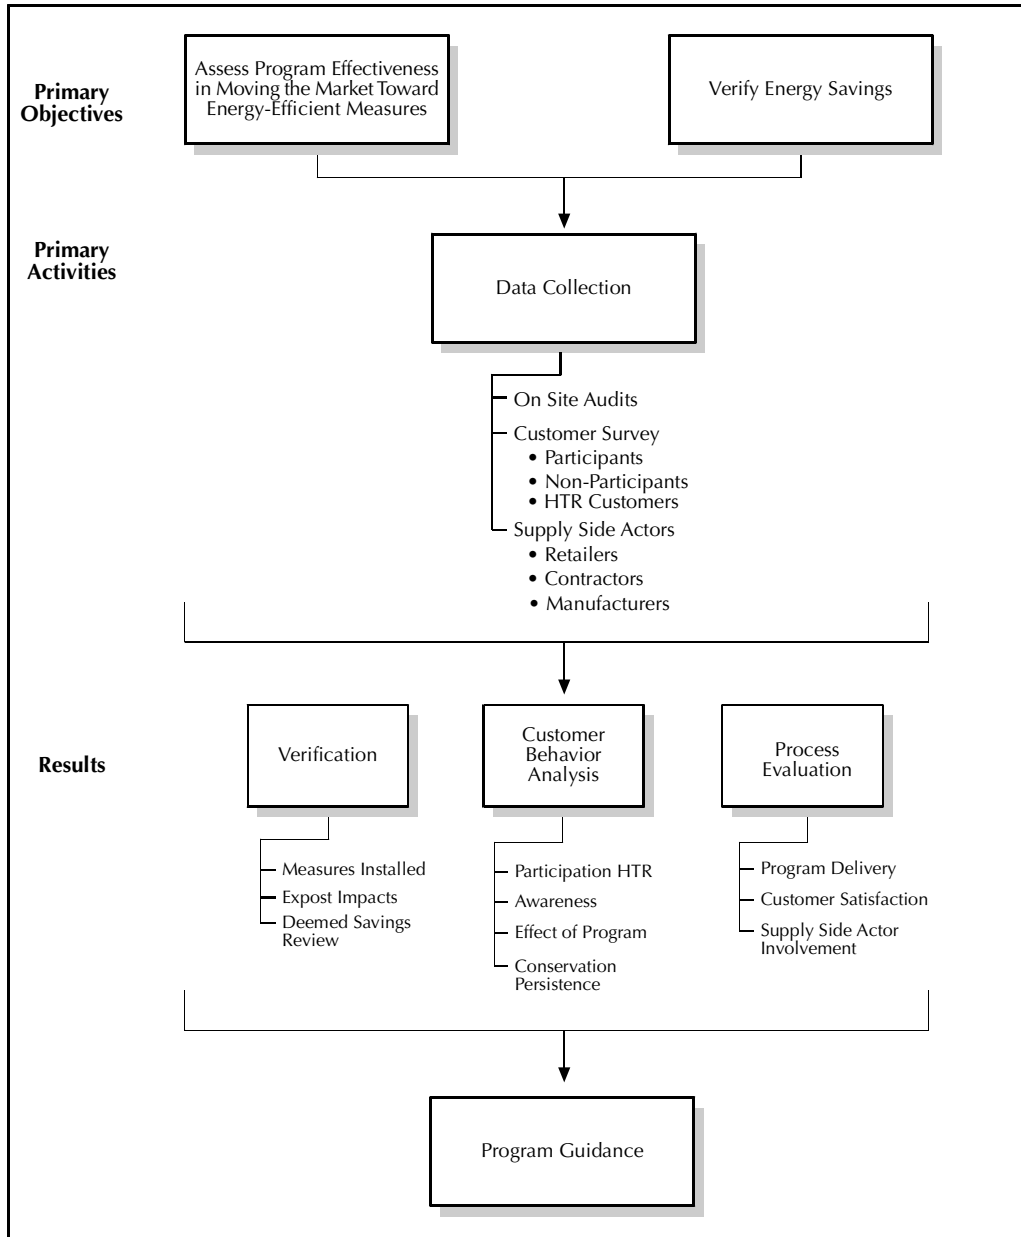 Primary
Objectives
Assess Program Effectiveness
in Moving the Market Toward
Energy-Efficient Measures
Verify Energy Savings
Primary
Activities
Data Collection
On Site Audits
Customer Survey
• Participants
• Non-Participants
• HTR Customers
Supply Side Actors
• Retailers
• Contractors
• Manufacturers
Results
Verification
Measures Installed
Expost Impacts
Deemed Savings
Review
Customer
Behavior
Analysis
Participation HTR
Awareness
Effect of Program
Conservation
Persistence
Process
Evaluation
Program Delivery
Customer Satisfaction
Supply Side Actor
Involvement
Program Guidance